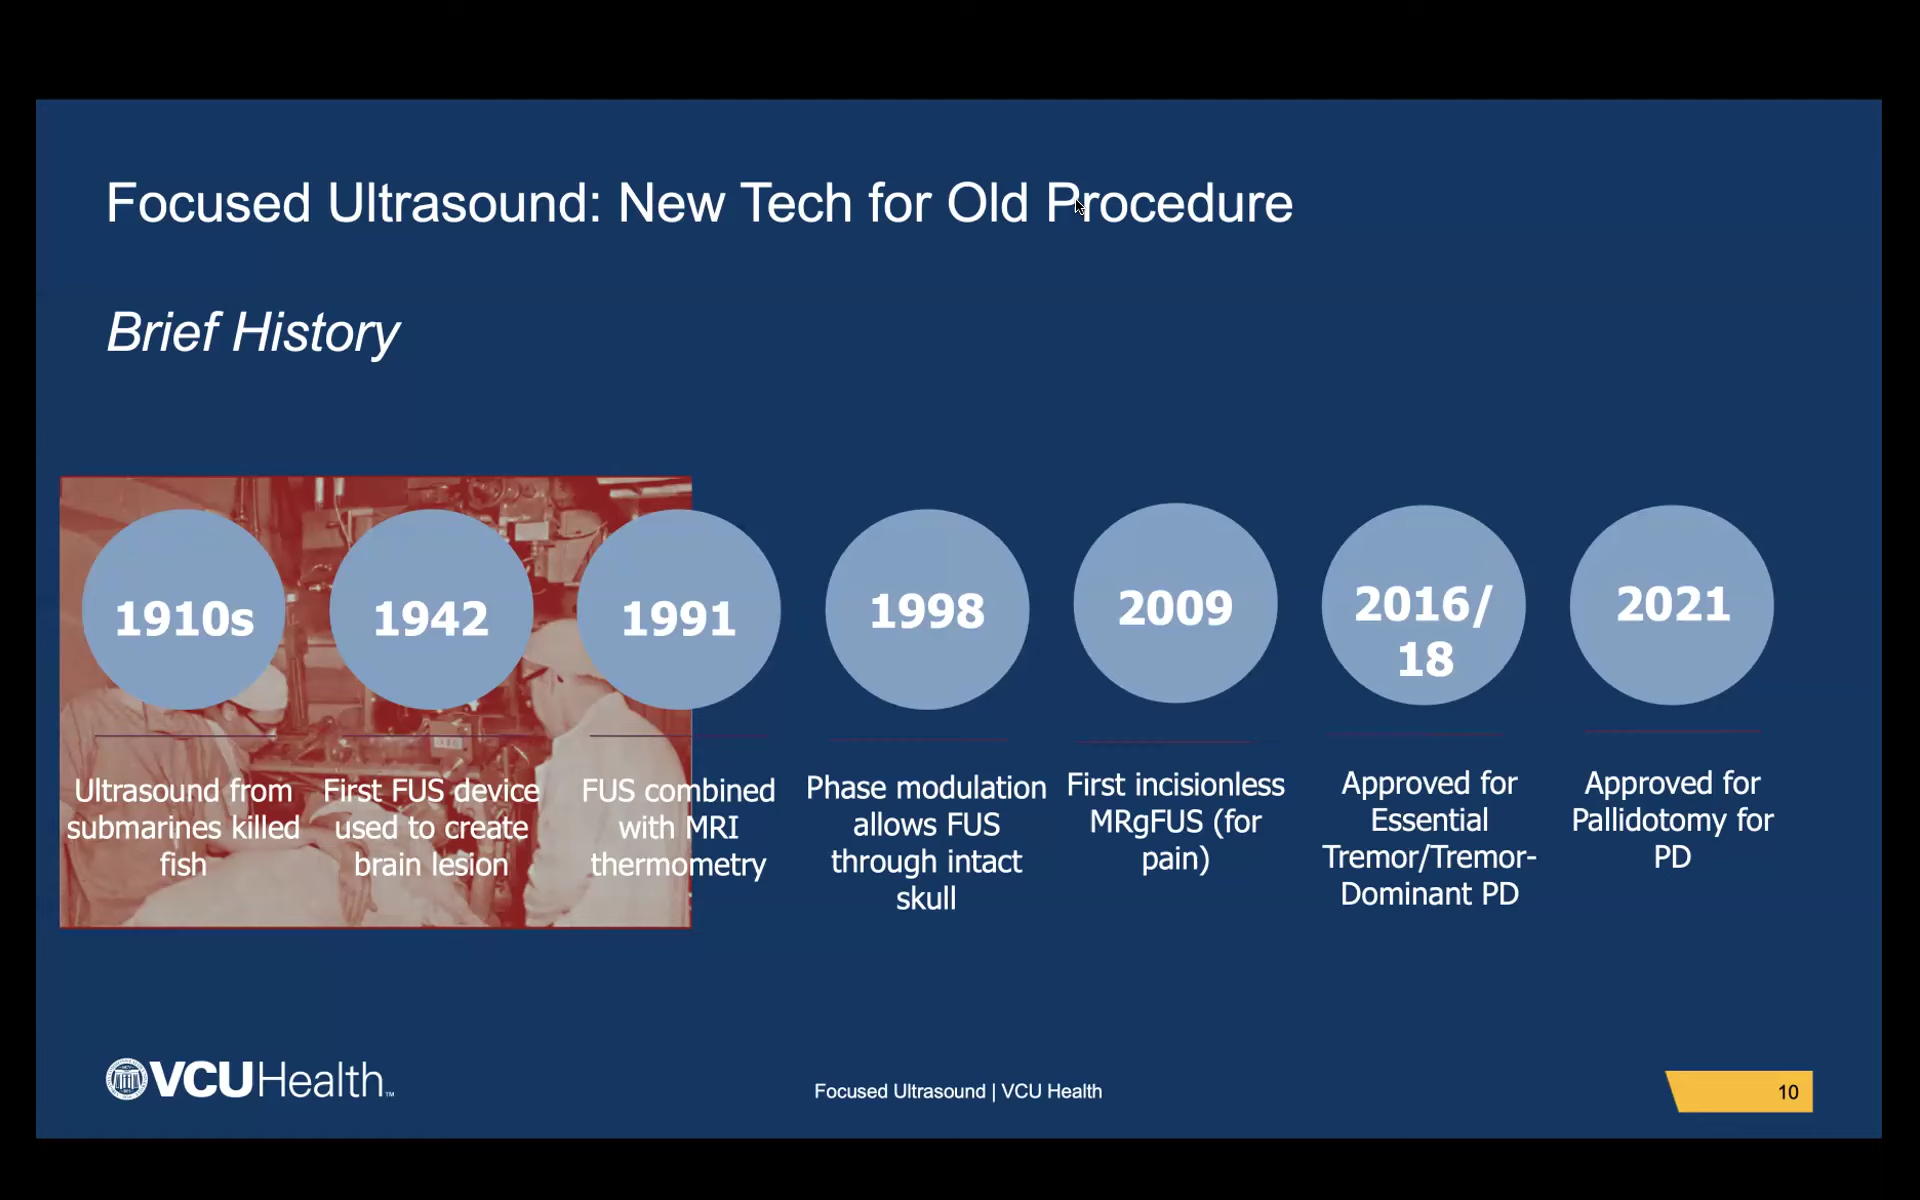 Focused Ultrasound: New Tech for Old Procedure
Brief History
1910s
Ultrasound from
submarines killed
fish
1942
First FUS device
used to create
brain lesion
1991
FUS combined
with MRI
thermometry
1998
Phase modulation
allows FUS
through intact
skull
2009
First incisionless
MRgFUS (for
pain)
2016/
18
Approved for
Essential
Tremor/Tremor-
Dominant PD
2021
Approved for
Pallidotomy for
PD
VCUHealth™
Focused Ultrasound | VCU Health
10